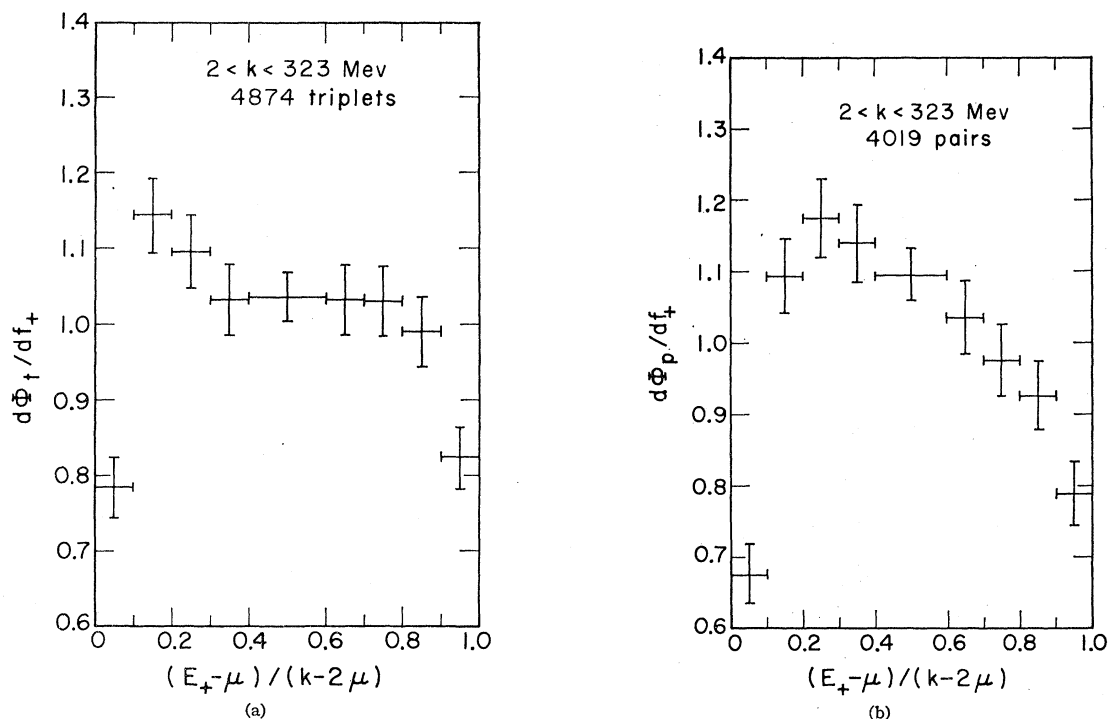 1.4
1.3
1.2
1.1
1.0
0.9
0.8
0.7
0.6
dΦt/df+
2 < k < 323 Mev
4874 triplets
0 0.2 0.4 0.6 0.8 1.0
(E+-μ)/(k-2μ)
(a)
1.4
1.3
1.2
1.1
1.0
0.9
0.8
0.7
0.6
dΦp/df+
2 < k < 323 Mev
4019 pairs
0 0.2 0.4 0.6 0.8 1.0
(E+-μ)/(k-2μ)
(b)